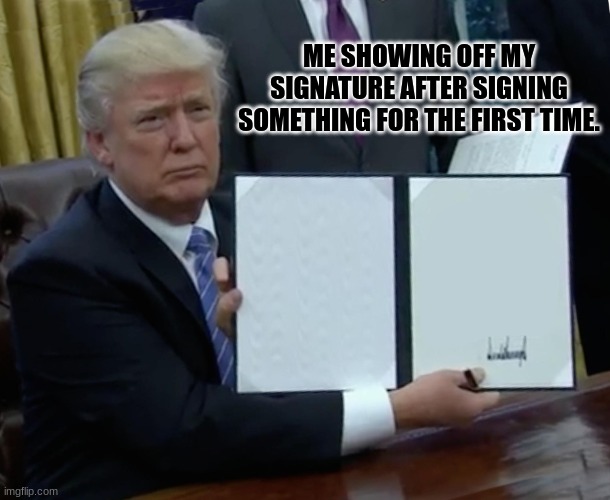 ME SHOWING OFF MY
SIGNATURE AFTER SIGNING
SOMETHING FOR THE FIRST TIME.
imgflip.com